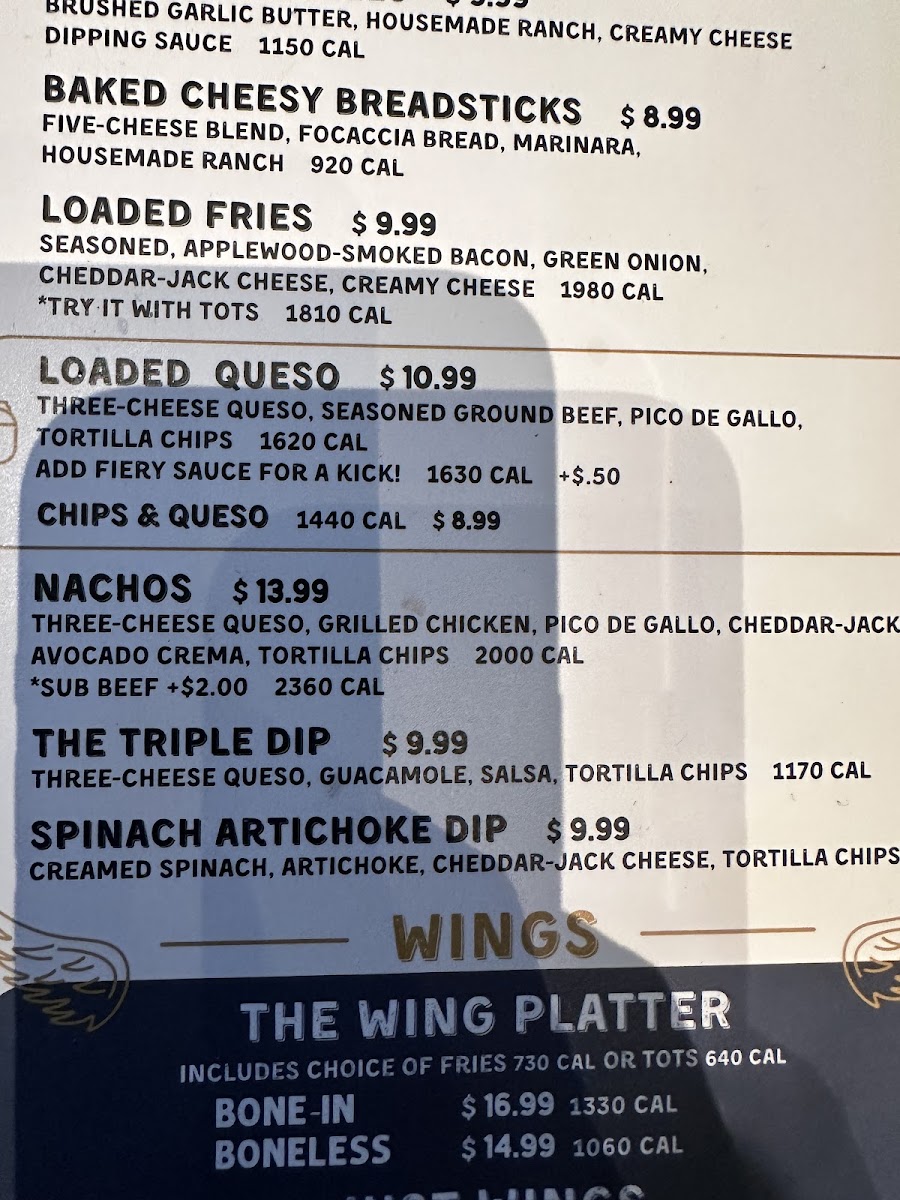 BRUSHED GARLIC BUTTER, HOUSEMADE RANCH, CREAMY CHEESE
DIPPING SAUCE 1150 CAL
BAKED CHEESY BREADSTICKS $8.99
FIVE-CHEESE BLEND, FOCACCIA BREAD, MARINARA,
HOUSEMADE RANCH 920 CAL
LOADED FRIES $9.99
SEASONED, APPLEWOOD-SMOKED BACON, GREEN ONION,
CHEDDAR-JACK CHEESE, CREAMY CHEESE 1980 CAL
*TRY IT WITH TOTS 1810 CAL
LOADED QUESO $10.99
THREE-CHEESE QUESO, SEASONED GROUND BEEF, PICO DE GALLO,
TORTILLA CHIPS 1620 CAL
ADD FIERY SAUCE FOR A KICK! 1630 CAL +$.50
CHIPS & QUESO 1440 CAL $8.99
NACHOS $13.99
THREE-CHEESE QUESO, GRILLED CHICKEN, PICO DE GALLO, CHEDDAR-JACK
AVOCADO CREMA, TORTILLA CHIPS 2000 CAL
*SUB BEEF +$2.00 2360 CAL
THE TRIPLE DIP $9.99
THREE-CHEESE QUESO, GUACAMOLE, SALSA, TORTILLA CHIPS 1170 CAL
SPINACH ARTICHOKE DIP $9.99
CREAMED SPINACH, ARTICHOKE, CHEDDAR-JACK CHEESE, TORTILLA CHIPS
WINGS
THE WING PLATTER
INCLUDES CHOICE OF FRIES 730 CAL OR TOTS 640 CAL
BONE-IN $16.99 1330 CAL
BONELESS $14.99 1060 CAL